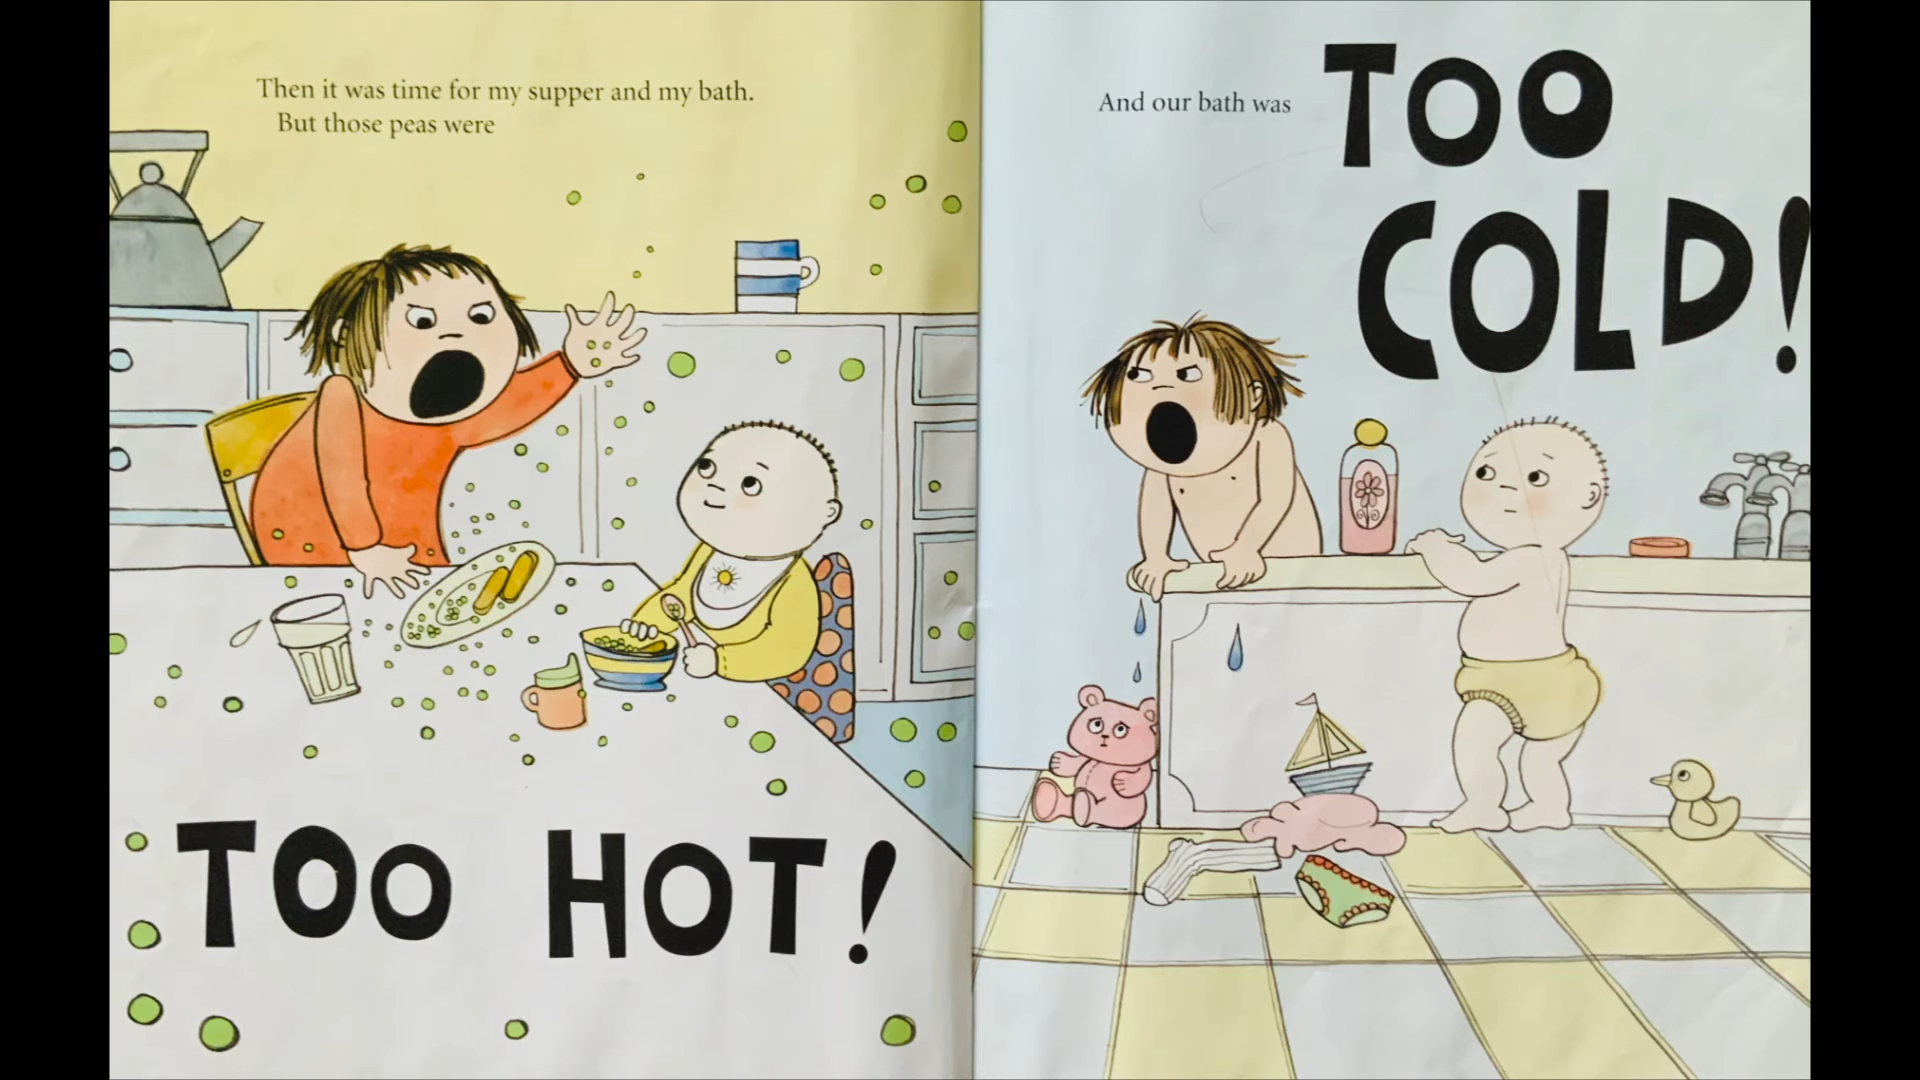 Then it was time for my supper and my bath.
But those peas were
TOO HOT!
And our bath was TOO
COLD!